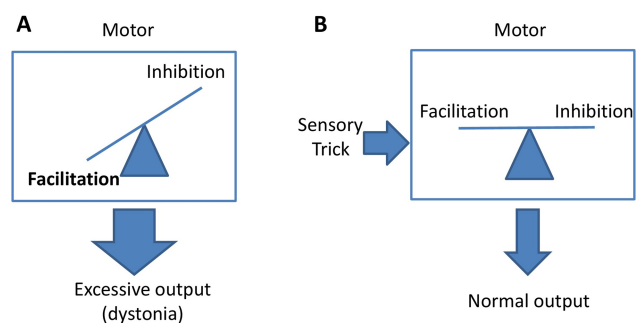 A
Motor
Inhibition
Facilitation
Excessive output
(dystonia)
B
Motor
Sensory
Trick
Facilitation
Inhibition
Normal output